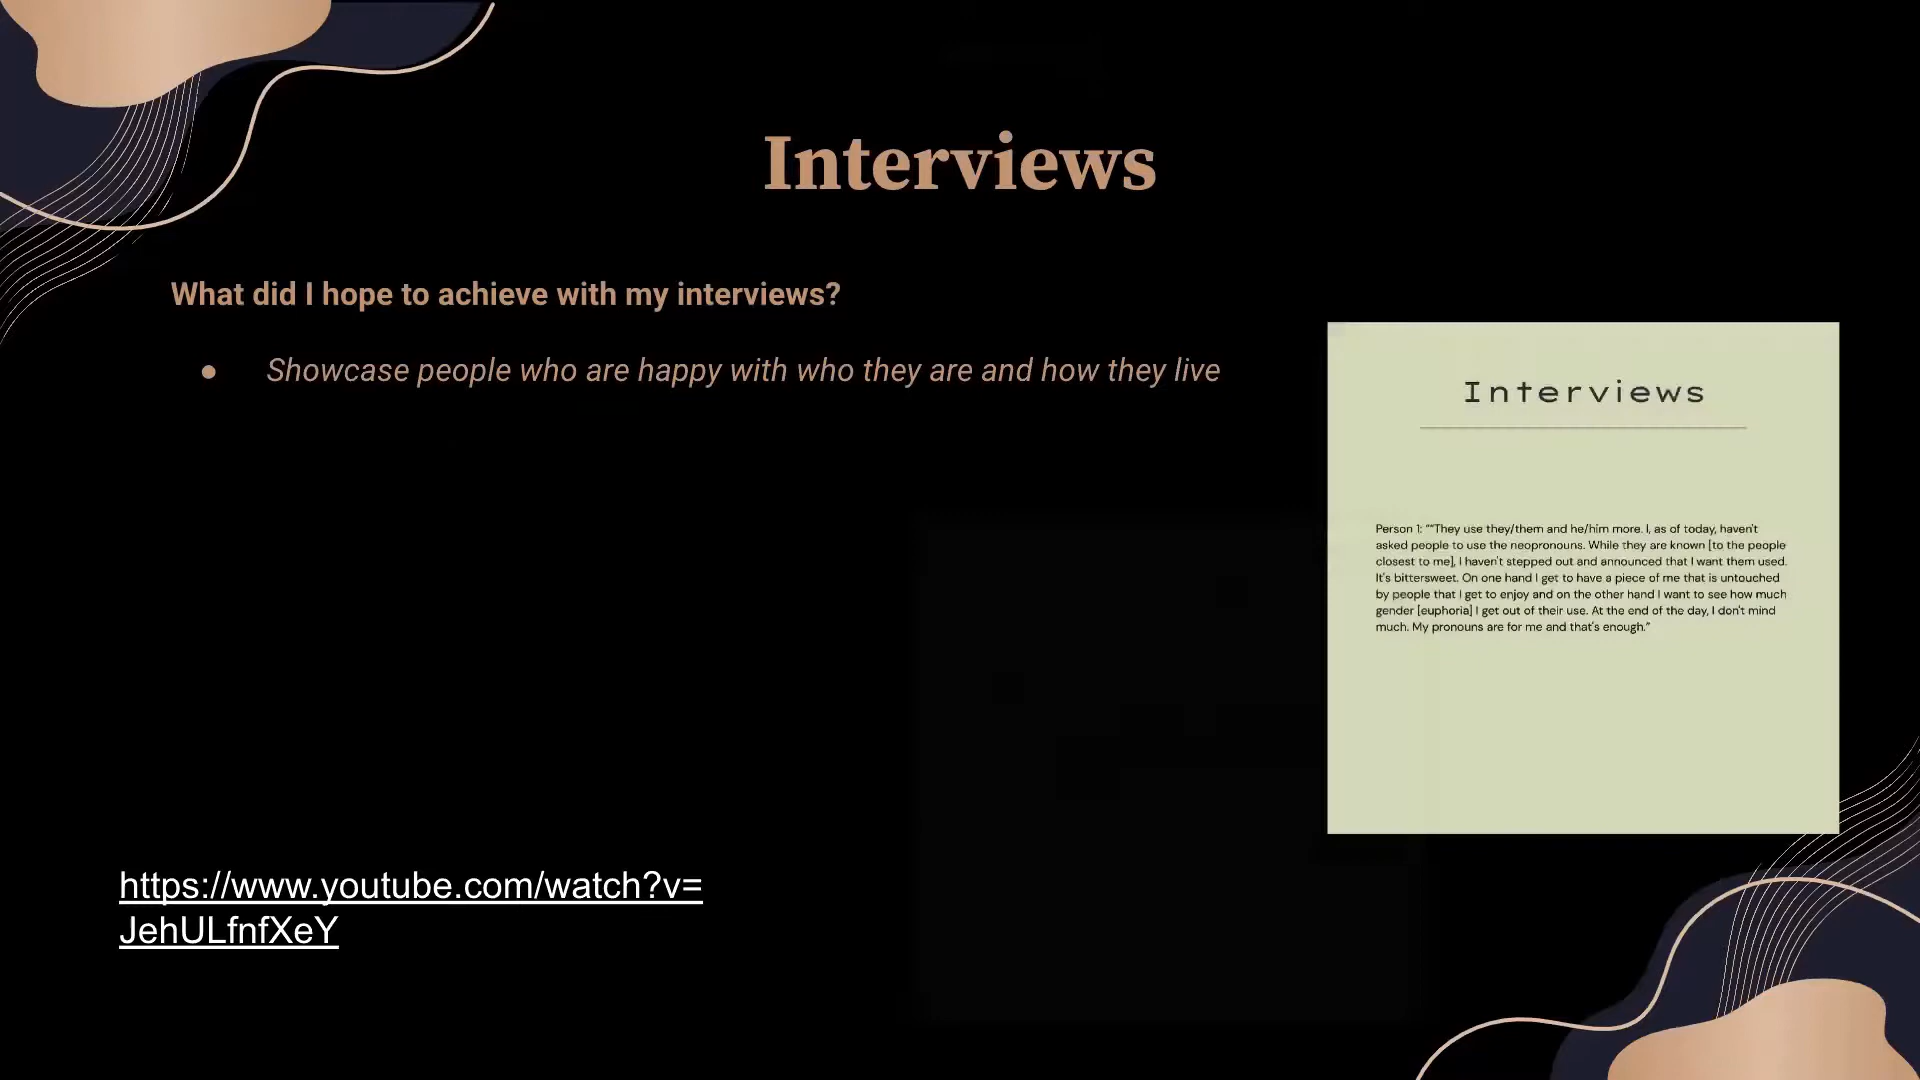 Interviews
What did I hope to achieve with my interviews?
● Showcase people who are happy with who they are and how they live
Interviews
Person 1: "“They use they/them and he/him more. I, as of today, haven't
asked people to use the neopronouns. While they are known [to the people
closest to me], I haven't stepped out and announced that I want them used.
It's bittersweet. On one hand I get to have a piece of me that is untouched
by people that I get to enjoy and on the other hand I want to see how much
gender [euphoria] I get out of their use. At the end of the day, I don't mind
much. My pronouns are for me and that's enough.”
https://www.youtube.com/watch?v=
JehULfnfXeY